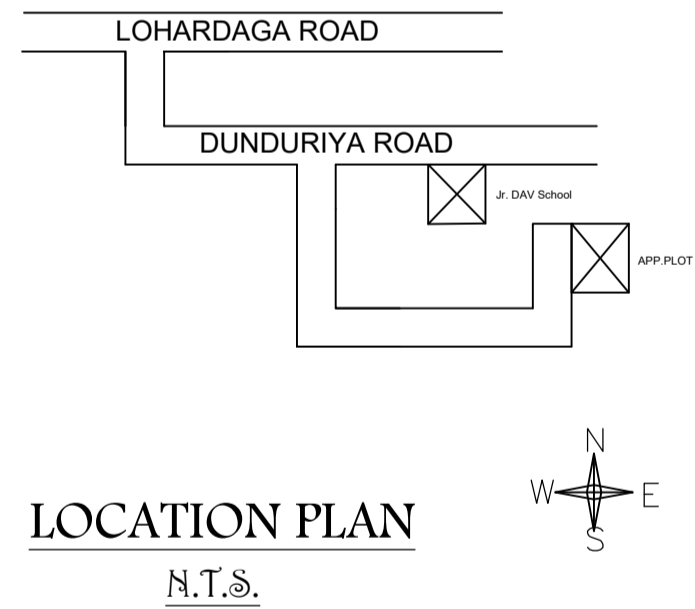 LOHARDAGA ROAD
DUNDURIYA ROAD
Jr. DAV School
APP.PLOT
N
W E
S
LOCATION PLAN
N.T.S.